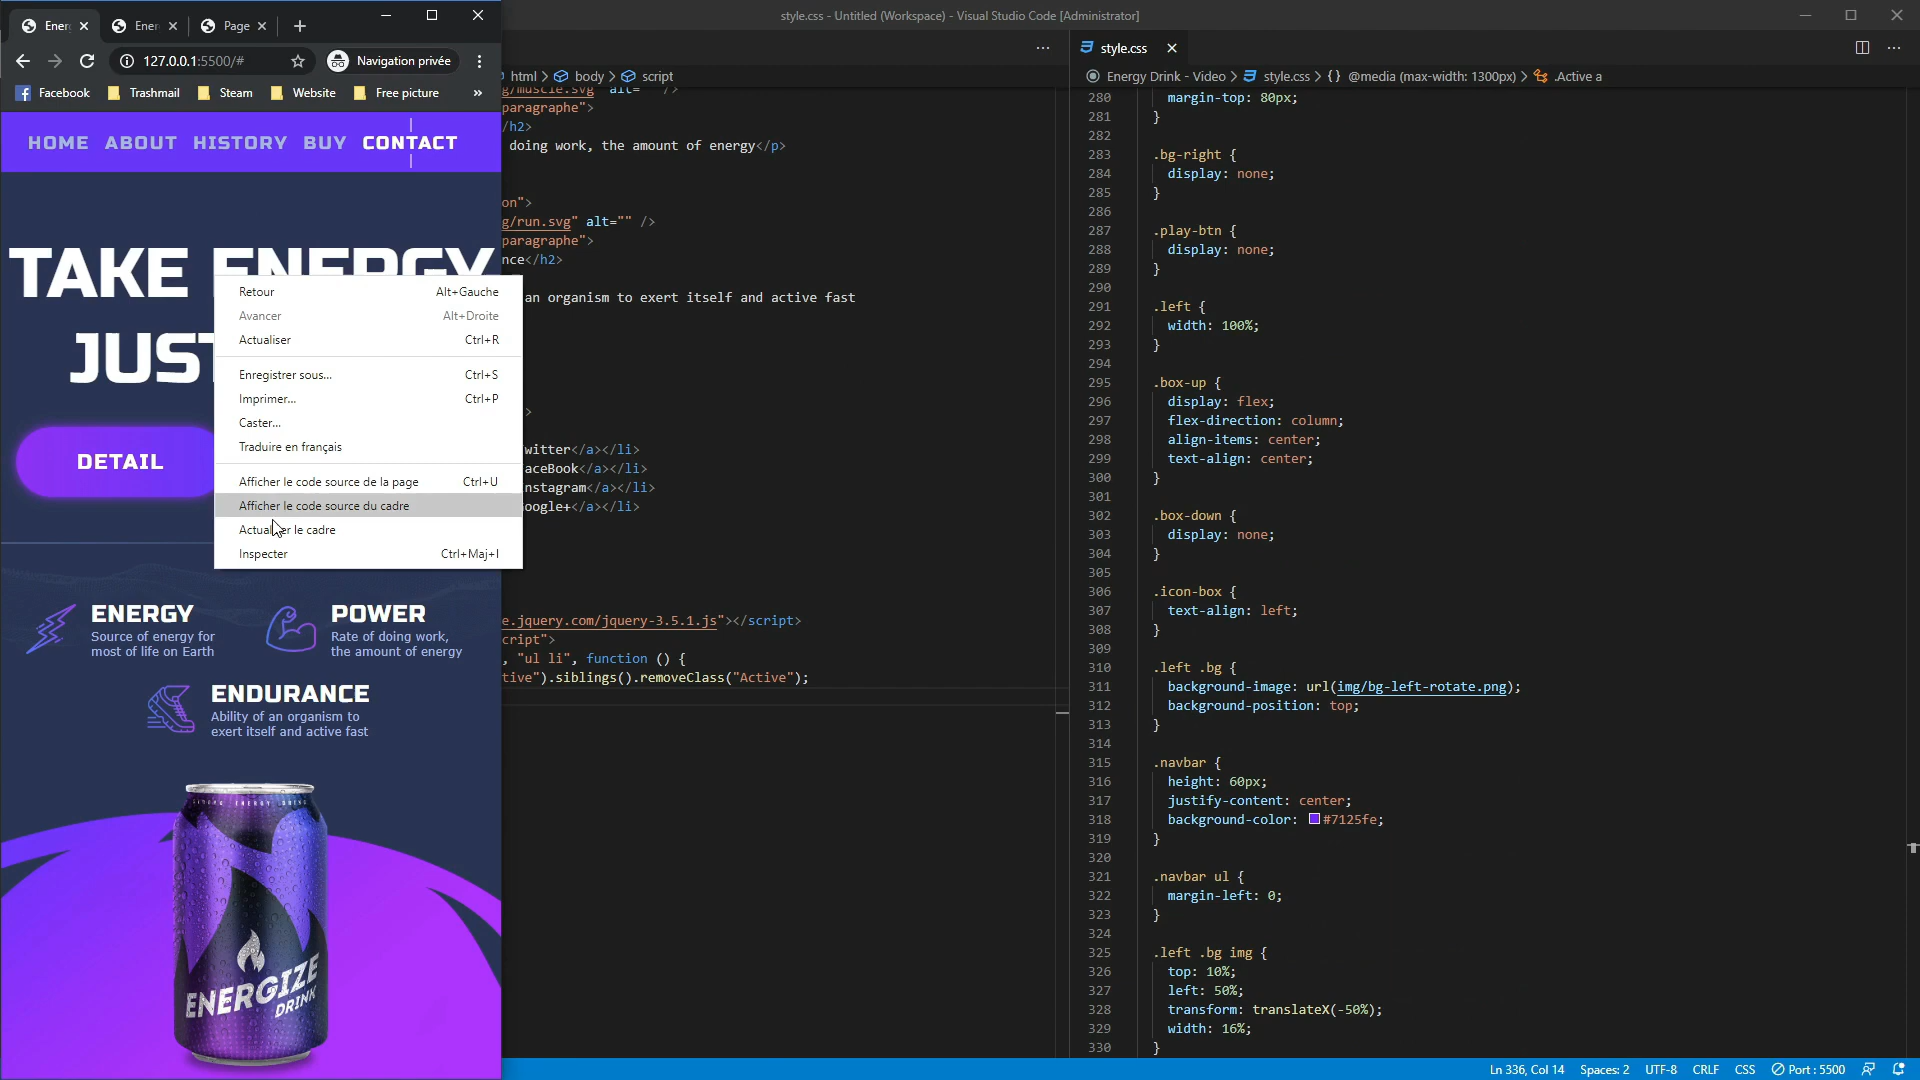 style.css - Untitled (Workspace) - Visual Studio Code [Administrator]
Ener
Ener
Page
127.0.0.1:5500/#
Navigation privée
Facebook
Trashmail
Steam
Website
Free picture
»
HOME ABOUT HISTORY BUY CONTACT
TAKE ENERGY
JUST
DETAIL
Retour Alt+Gauche
Avancer Alt+Droite
Actualiser Ctrl+R
Enregistrer sous... Ctrl+S
Imprimer... Ctrl+P
Caster...
Traduire en français
Afficher le code source de la page Ctrl+U
Afficher le code source du cadre
Actualiser le cadre
Inspecter Ctrl+Maj+I
ENERGY
Source of energy for
most of life on Earth
POWER
Rate of doing work,
the amount of energy
ENDURANCE
Ability of an organism to
exert itself and active fast
ENERGIZE
DRINK
html > body > script
g/muscle.svg" alt="" />
paragraphe">
/h2>
doing work, the amount of energy</p>
on">
g/run.svg" alt="" />
paragraphe">
nce</h2>
an organism to exert itself and active fast
>
witter</a></li>
aceBook</a></li>
nstagram</a></li>
oogle+</a></li>
e.jquery.com/jquery-3.5.1.js"></script>
cript">
, "ul li", function () {
tive").siblings().removeClass("Active");
style.css
Energy Drink - Video > style.css > {} @media (max-width: 1300px) > .Active a
280 margin-top: 80px;
281 }
282
283 .bg-right {
284 display: none;
285 }
286
287 .play-btn {
288 display: none;
289 }
290
291 .left {
292 width: 100%;
293 }
294
295 .box-up {
296 display: flex;
297 flex-direction: column;
298 align-items: center;
299 text-align: center;
300 }
301
302 .box-down {
303 display: none;
304 }
305
306 .icon-box {
307 text-align: left;
308 }
309
310 .left .bg {
311 background-image: url(img/bg-left-rotate.png);
312 background-position: top;
313 }
314
315 .navbar {
316 height: 60px;
317 justify-content: center;
318 background-color: #7125fe;
319 }
320
321 .navbar ul {
322 margin-left: 0;
323 }
324
325 .left .bg img {
326 top: 10%;
327 left: 50%;
328 transform: translateX(-50%);
329 width: 16%;
330 }
Ln 336, Col 14 Spaces: 2 UTF-8 CRLF CSS Port : 5500